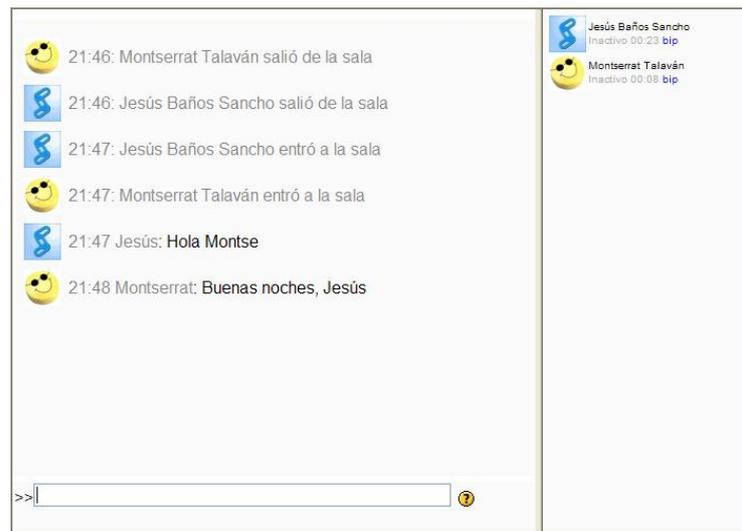 21:46: Montserrat Talaván salió de la sala
21:46: Jesús Baños Sancho salió de la sala
21:47: Jesús Baños Sancho entró a la sala
21:47: Montserrat Talaván entró a la sala
21:47 Jesús: Hola Montse
21:48 Montserrat: Buenas noches, Jesús
>>
?
Jesús Baños Sancho
Inactivo 00:23 bip
Montserrat Talaván
Inactivo 00:08 bip